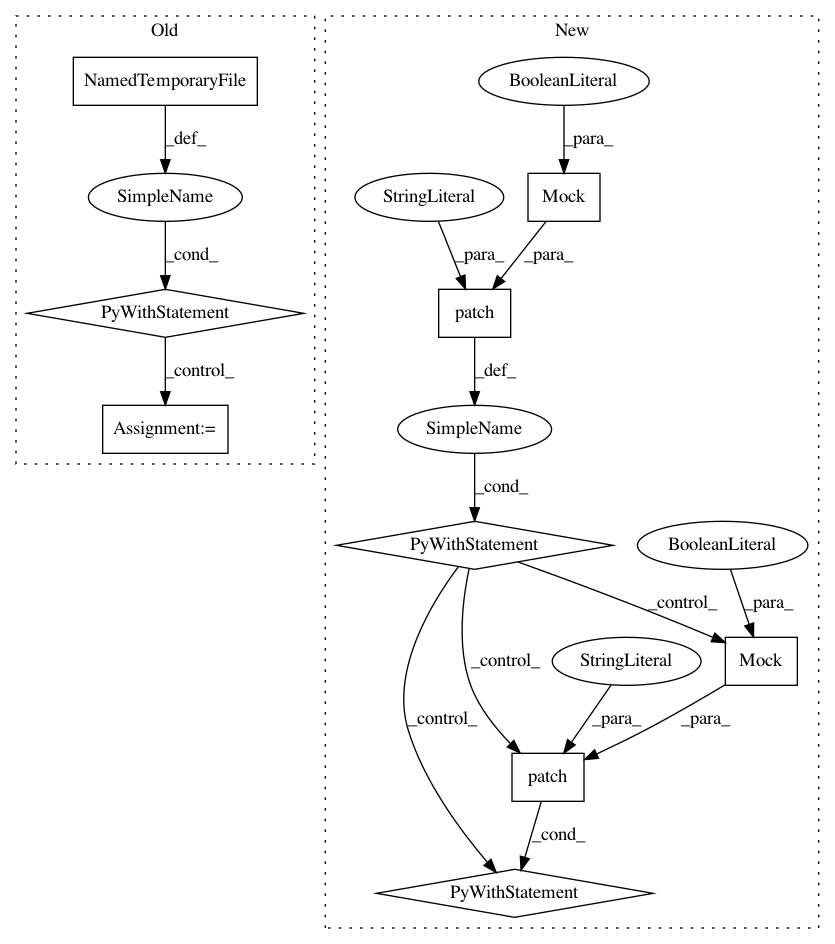 Old
New
NamedTemporaryFile
BooleanLiteral
_def_
_para_
SimpleName
StringLiteral
Mock
_cond_
_para_
_para_
PyWithStatement
patch
_control_
_def_
Assignment:=
SimpleName
_cond_
PyWithStatement
BooleanLiteral
_control_
_para_
_control_
StringLiteral
Mock
_control_
_para_
_para_
patch
_cond_
PyWithStatement